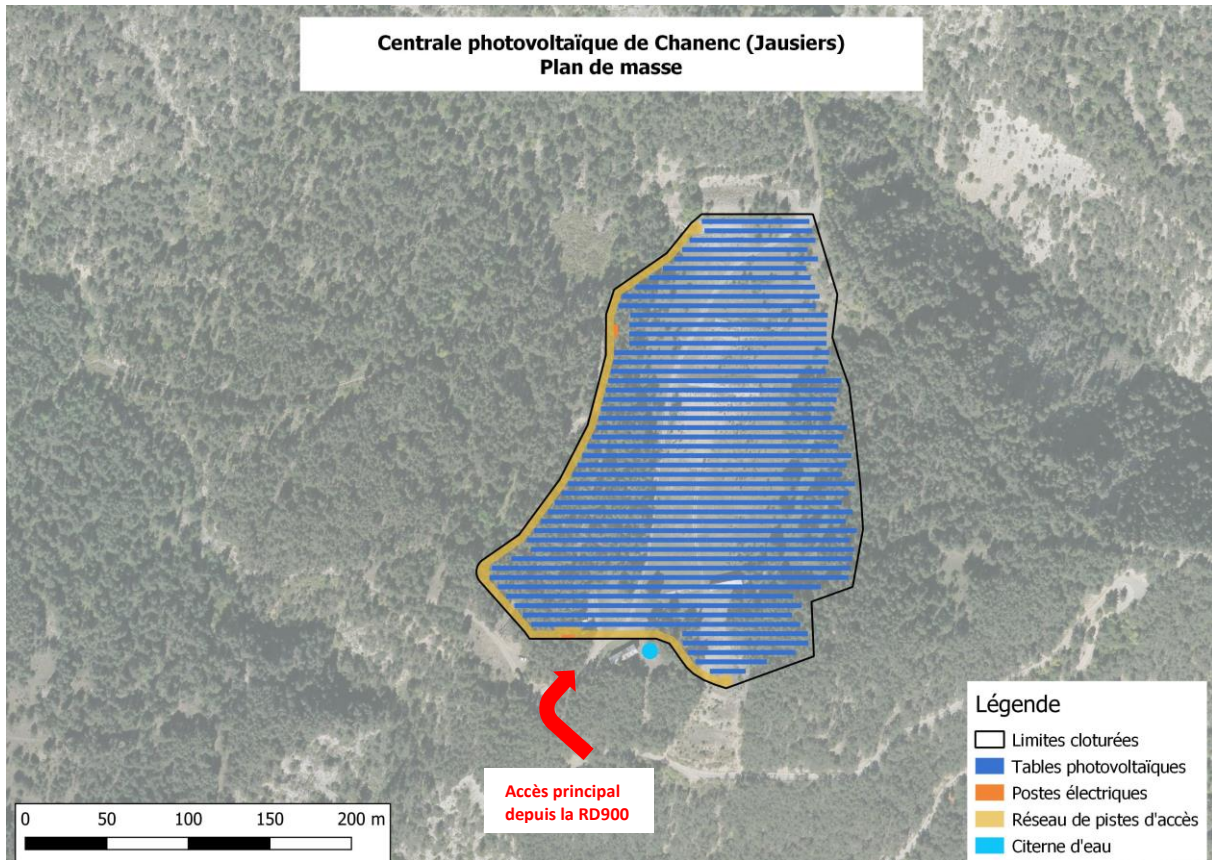 Centrale photovoltaïque de Chanenc (Jausiers)
Plan de masse
Accès principal
depuis la RD900
0 50 100 150 200 m
Légende
Limites cloturées
Tables photovoltaïques
Postes électriques
Réseau de pistes d'accès
Citerne d'eau